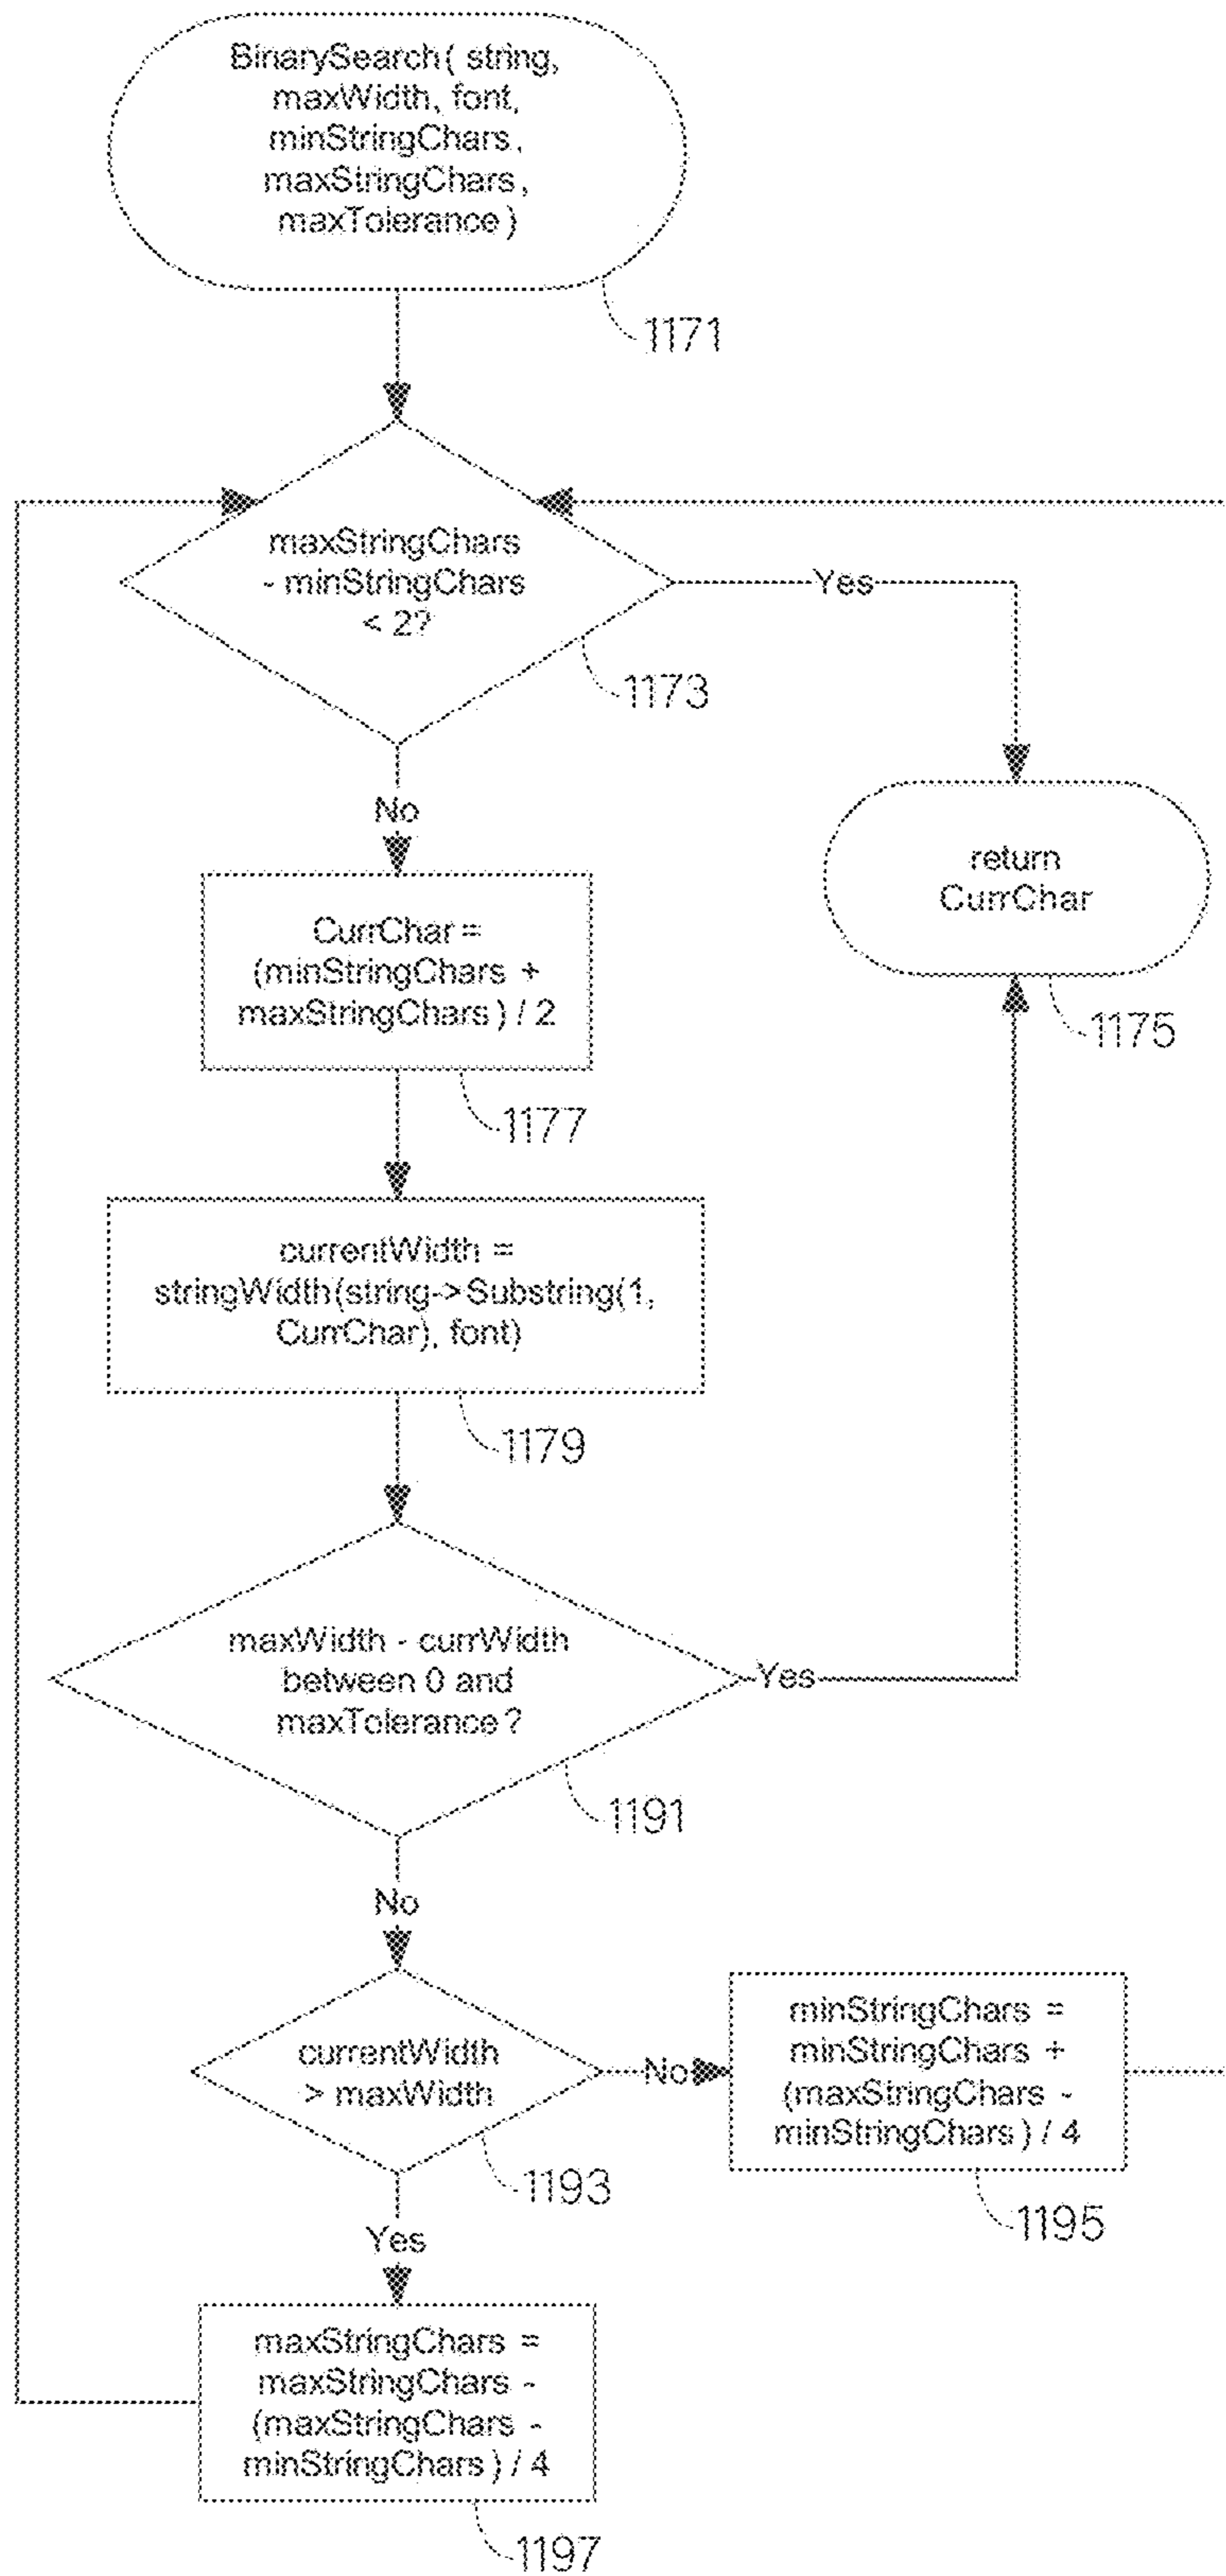 BinarySearch( string,
maxWidth, font,
minStringChars,
maxStringChars,
maxTolerance )
1171
maxStringChars
- minStringChars
< 2?
Yes
1173
No
return
CurrChar
1175
CurrChar =
(minStringChars +
maxStringChars ) / 2
1177
currentWidth =
stringWidth(string->Substring(1,
CurrChar), font)
1179
maxWidth - currWidth
between 0 and
maxTolerance ?
Yes
1191
No
currentWidth
> maxWidth
No
1193
minStringChars =
minStringChars +
(maxStringChars -
minStringChars ) / 4
1195
Yes
maxStringChars =
maxStringChars -
(maxStringChars -
minStringChars ) / 4
1197